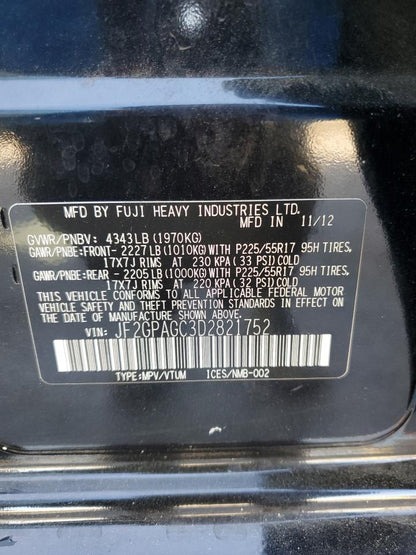 MFD BY FUJI HEAVY INDUSTRIES LTD.
MFD IN 11/12
GVWR/PNBV: 4343LB(1970KG)
GAWR/PNBE:FRONT-2227LB(1010KG)WITH P225/55R17 95H TIRES,
17X7J RIMS AT 230 KPA(33 PSI)COLD
GAWR/PNBE:REAR -2205LB(1000KG)WITH P225/55R17 95H TIRES,
17X7J RIMS AT 220 KPA(32 PSI)COLD
THIS VEHICLE CONFORMS TO ALL APPLICABLE FEDERAL MOTOR
VEHICLE SAFETY AND THEFT PREVENTION STANDARDS IN EFFECT
ON THE DATE OF MANUFACTURE SHOWN ABOVE.
VIN: JF2GPAGC3D2821752
TYPE:MPV/VTUM ICES/NMB-002